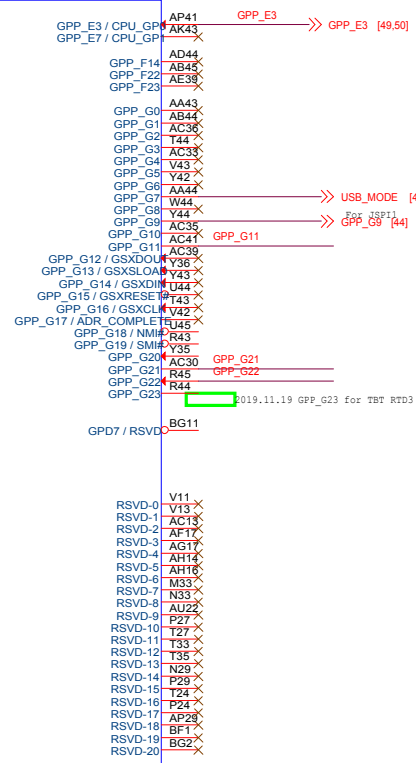 GPP_E3 / CPU_GP0 AP41 GPP_E3 GPP_E3 [49,50]
GPP_E7 / CPU_GP1 AK43
GPP_F14 AD44
GPP_F22 AB45
GPP_F23 AE39
GPP_G0 AA43
GPP_G1 AB44
GPP_G2 AC36
GPP_G3 T44
GPP_G4 AC33
GPP_G5 V43
GPP_G6 Y42
GPP_G7 AA44 USB_MODE [4
GPP_G8 W44
For JSPI1
GPP_G9 Y44 GPP_G9 [44]
GPP_G10 AC35
GPP_G11 AC41 GPP_G11
GPP_G12 / GSXDOUT AC39
GPP_G13 / GSXSLOAD Y36
GPP_G14 / GSXDIN Y43
GPP_G15 / GSXRESET# U44
GPP_G16 / GSXCLK T43
GPP_G17 / ADR_COMPLETE V42
GPP_G18 / NMI# U45
GPP_G19 / SMI# R43
GPP_G20 Y35
GPP_G21 AC30 GPP_G21
GPP_G22 R45 GPP_G22
GPP_G23 R44
2019.11.19 GPP_G23 for TBT RTD3
GPD7 / RSVD BG11
RSVD-0 V11
RSVD-1 V13
RSVD-2 AC13
RSVD-3 AF17
RSVD-4 AG17
RSVD-5 AH14
RSVD-6 AH16
RSVD-7 M33
RSVD-8 N33
RSVD-9 AU22
RSVD-10 P27
RSVD-11 T27
RSVD-12 T33
RSVD-13 T35
RSVD-14 N29
RSVD-15 P29
RSVD-16 T24
RSVD-17 P24
RSVD-18 AP29
RSVD-19 BF1
RSVD-20 BG2